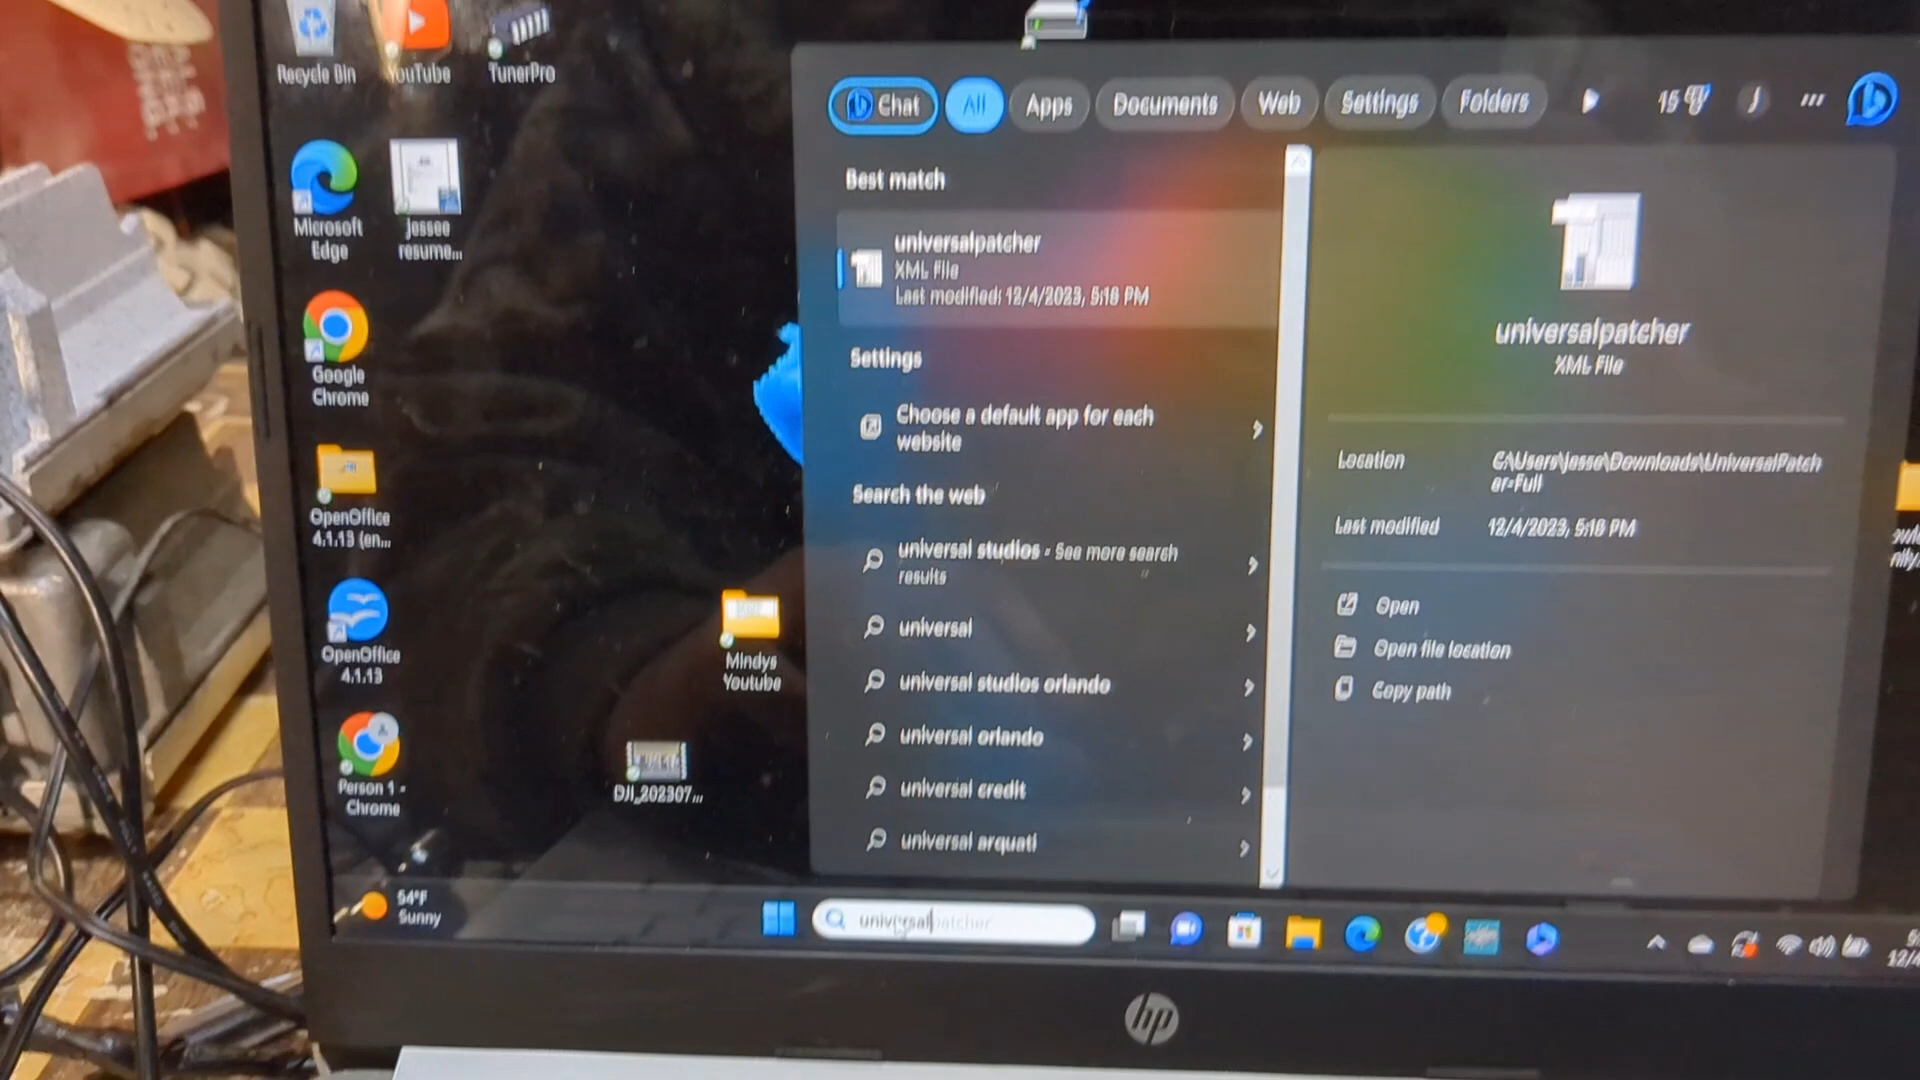 Recycle Bin
YouTube
TunerPro
Microsoft
Edge
jessee
resume...
Google
Chrome
OpenOffice
4.1.13 (en...
OpenOffice
4.1.13
Person 1 -
Chrome
Mindys
Youtube
DJI_202307...
54°F
Sunny
Chat
All
Apps
Documents
Web
Settings
Folders
15
J
...
Best match
universalpatcher
XML File
Last modified: 12/4/2023, 5:18 PM
Settings
Choose a default app for each
website
Search the web
universal studios - See more search
results
universal
universal studios orlando
universal orlando
universal credit
universal arquati
universalpatcher
XML File
Location
C:\Users\jesse\Downloads\UniversalPatch
er-Full
Last modified
12/4/2023, 5:18 PM
Open
Open file location
Copy path
universalpatcher
hp